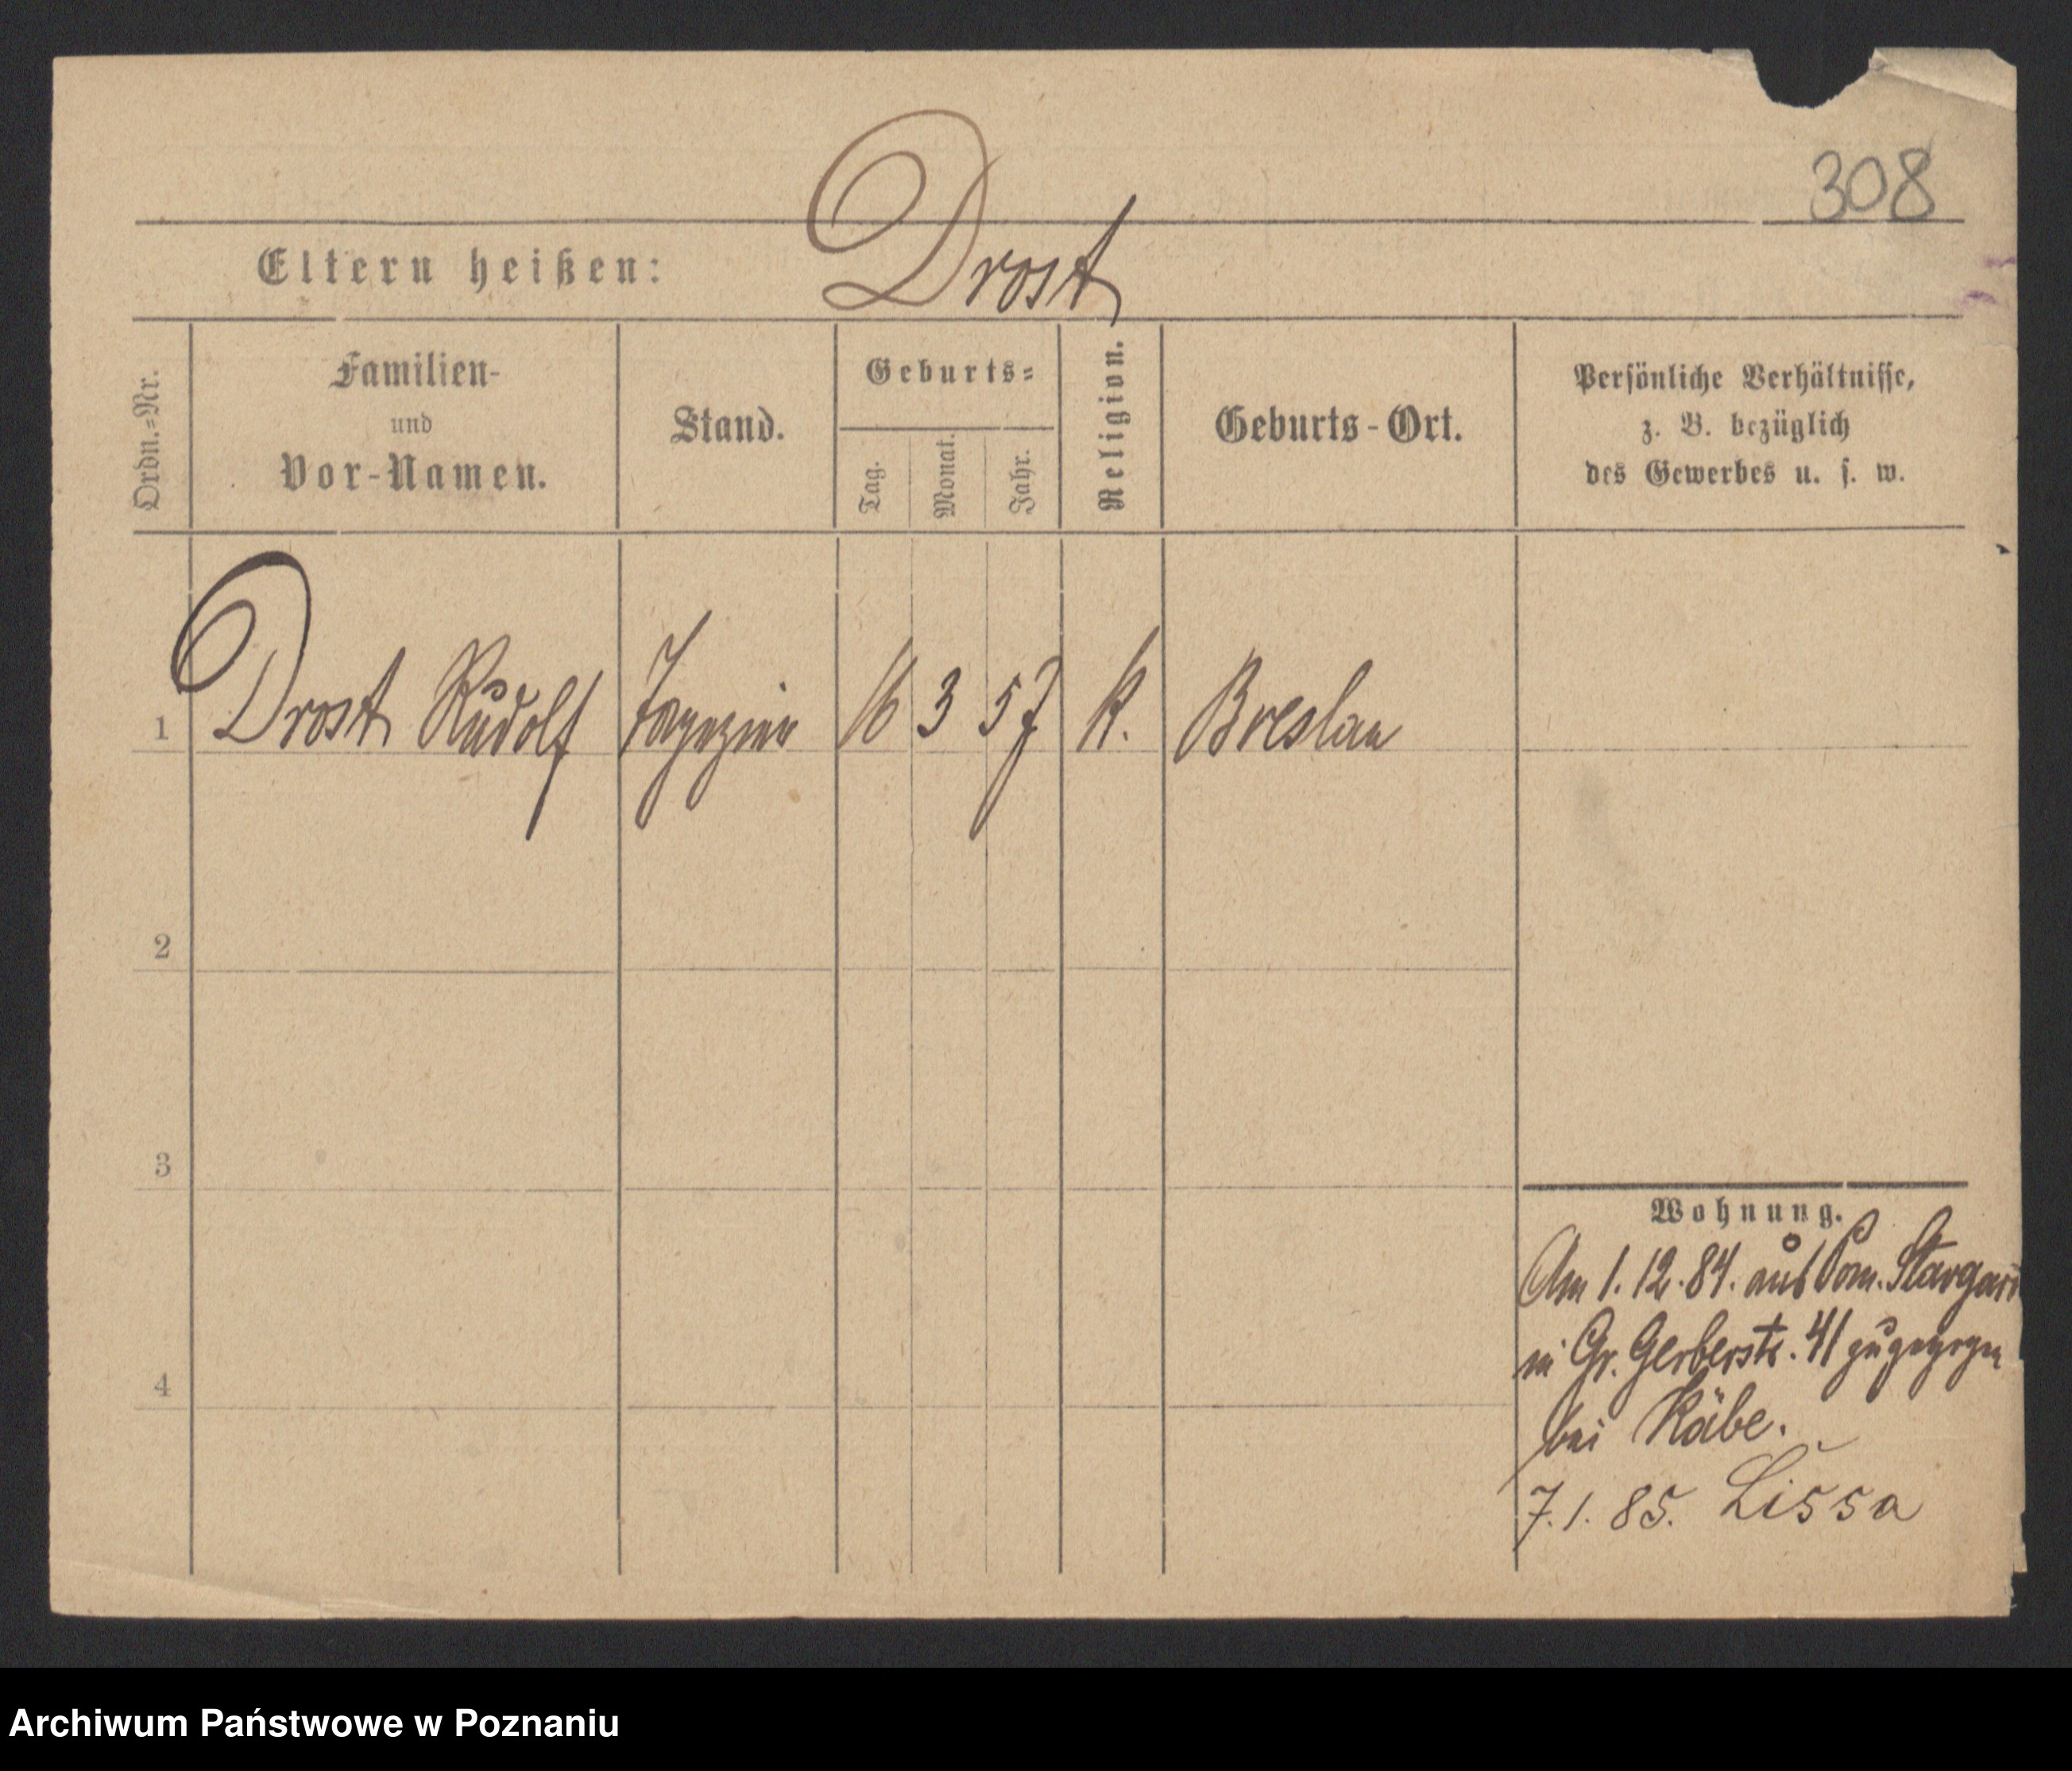 308
Eltern heißen: Drost
Ordn.=Nr.
Familien-
und
Vor-Namen.
Stand.
Geburts=
Tag.
Monat.
Jahr.
Religion.
Geburts-Ort.
Persönliche Verhältnisse,
z. B. bezüglich
des Gewerbes u. s. w.
1 Drost Rudolf Tapezier 16 3 57 K. Breslau
2
3
4
Wohnung.
Am 1.12.84. aus Pom. Stargard
in Gr. Gerberstr. 41 zugezogen
bei Käbe.
7.1.85. Lissa
Archiwum Państwowe w Poznaniu